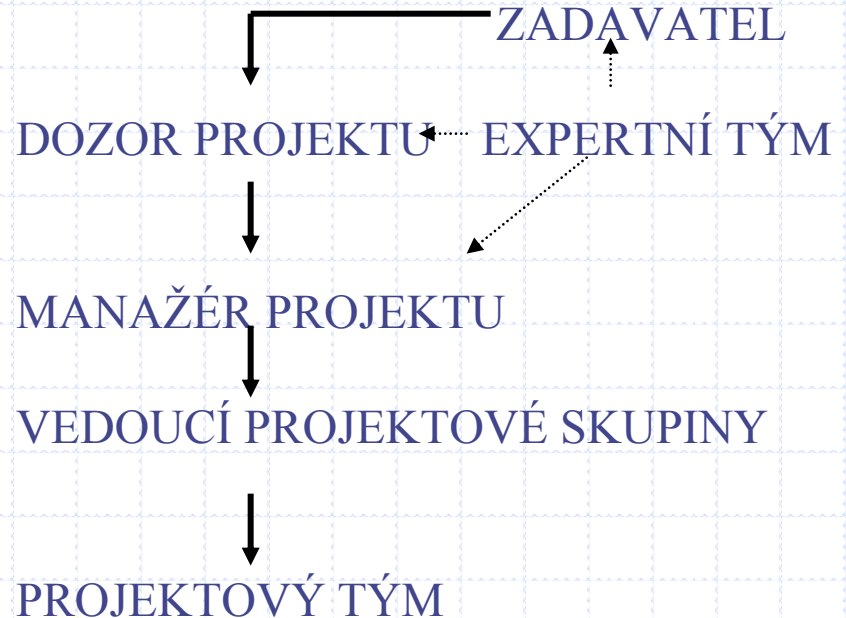 ZADAVATEL
DOZOR PROJEKTU EXPERTNÍ TÝM
MANAŽÉR PROJEKTU
VEDOUCÍ PROJEKTOVÉ SKUPINY
PROJEKTOVÝ TÝM